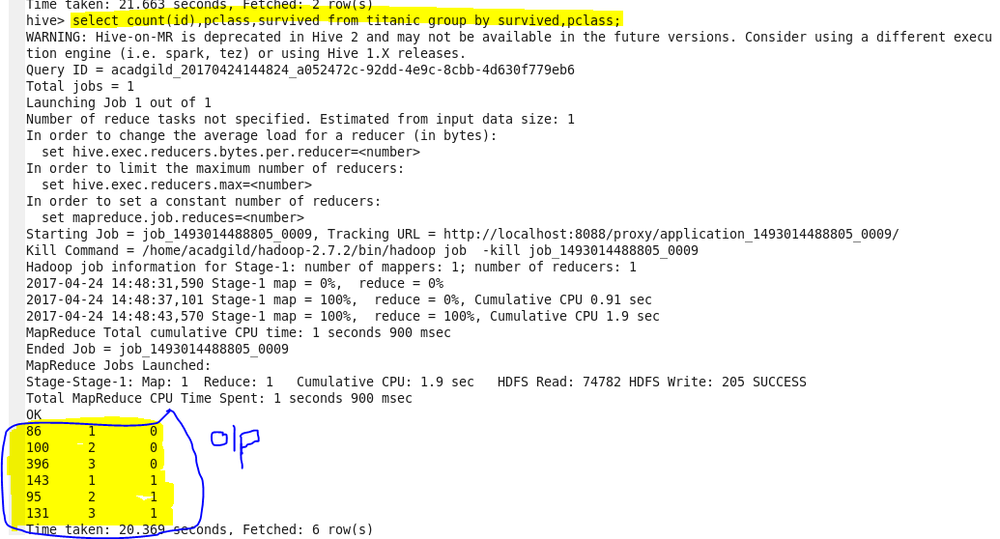 Time taken: 21.663 seconds, Fetched: 2 row(s)
hive> select count(id),pclass,survived from titanic group by survived,pclass;
WARNING: Hive-on-MR is deprecated in Hive 2 and may not be available in the future versions. Consider using a different execu
tion engine (i.e. spark, tez) or using Hive 1.X releases.
Query ID = acadgild_20170424144824_a052472c-92dd-4e9c-8cbb-4d630f779eb6
Total jobs = 1
Launching Job 1 out of 1
Number of reduce tasks not specified. Estimated from input data size: 1
In order to change the average load for a reducer (in bytes):
  set hive.exec.reducers.bytes.per.reducer=<number>
In order to limit the maximum number of reducers:
  set hive.exec.reducers.max=<number>
In order to set a constant number of reducers:
  set mapreduce.job.reduces=<number>
Starting Job = job_1493014488805_0009, Tracking URL = http://localhost:8088/proxy/application_1493014488805_0009/
Kill Command = /home/acadgild/hadoop-2.7.2/bin/hadoop job  -kill job_1493014488805_0009
Hadoop job information for Stage-1: number of mappers: 1; number of reducers: 1
2017-04-24 14:48:31,590 Stage-1 map = 0%,  reduce = 0%
2017-04-24 14:48:37,101 Stage-1 map = 100%,  reduce = 0%, Cumulative CPU 0.91 sec
2017-04-24 14:48:43,570 Stage-1 map = 100%,  reduce = 100%, Cumulative CPU 1.9 sec
MapReduce Total cumulative CPU time: 1 seconds 900 msec
Ended Job = job_1493014488805_0009
MapReduce Jobs Launched:
Stage-Stage-1: Map: 1  Reduce: 1   Cumulative CPU: 1.9 sec   HDFS Read: 74782 HDFS Write: 205 SUCCESS
Total MapReduce CPU Time Spent: 1 seconds 900 msec
OK
86	1	0
100	2	0
396	3	0
143	1	1
95	2	1
131	3	1
o/p
Time taken: 20.369 seconds, Fetched: 6 row(s)